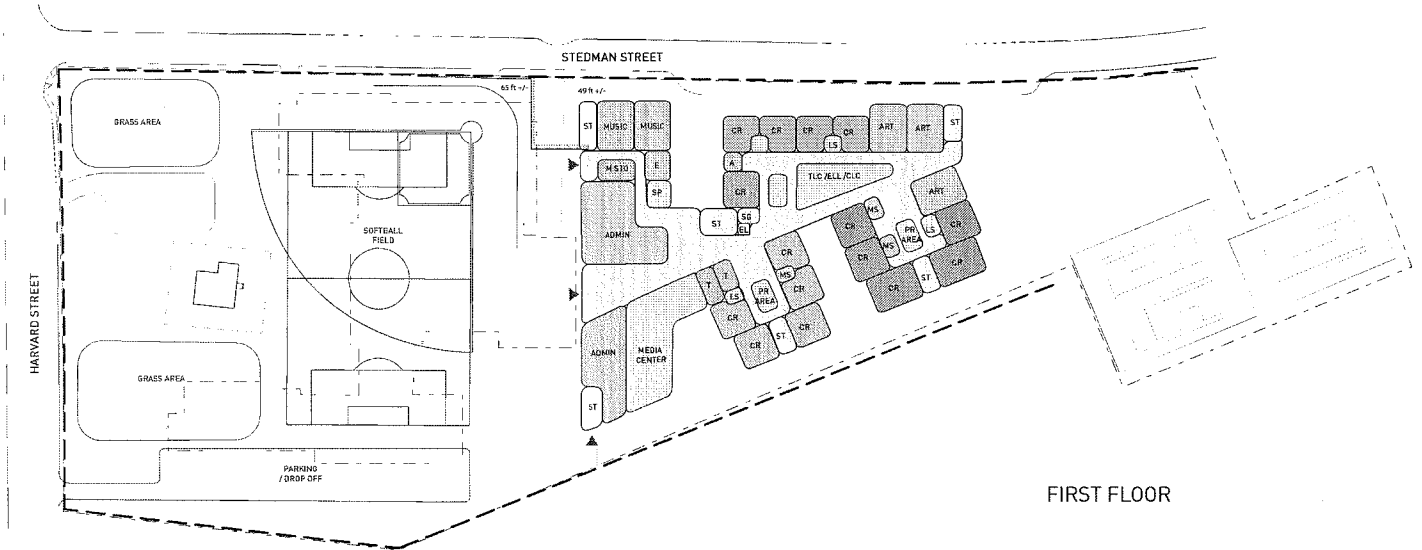 STEDMAN STREET
65 ft +/-
49 ft +/-
GRASS AREA
ST
MUSIC
MUSIC
CR
CR
CR
CR
ART
ART
ST
LS
M STO
E
A
SP
CR
TLC /ELL /CLC
ART
SOFTBALL
FIELD
ADMIN
ST
SG
EL
MS
CR
PR
AREA
LS
CR
MS
CR
CR
ST
CR
HARVARD STREET
T
T
LS
CR
MS
PR
AREA
CR
CR
ST
CR
CR
GRASS AREA
ADMIN
MEDIA
CENTER
ST
PARKING
/ DROP OFF
FIRST FLOOR